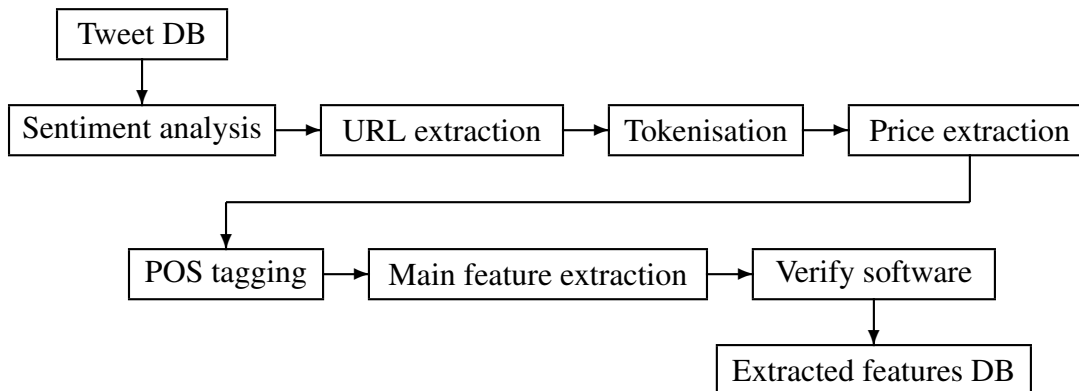 Tweet DB
Sentiment analysis
URL extraction
Tokenisation
Price extraction
POS tagging
Main feature extraction
Verify software
Extracted features DB